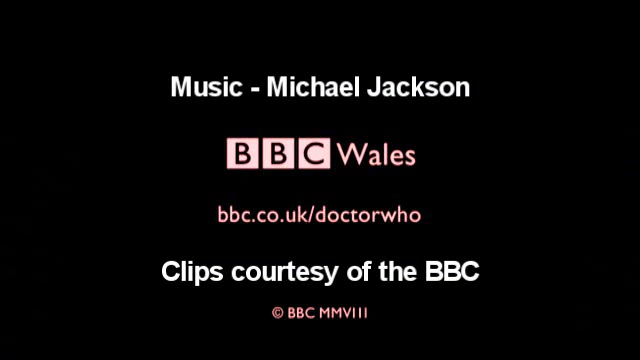 Music - Michael Jackson
BBC Wales
bbc.co.uk/doctorwho
Clips courtesy of the BBC
© BBC MMVIII